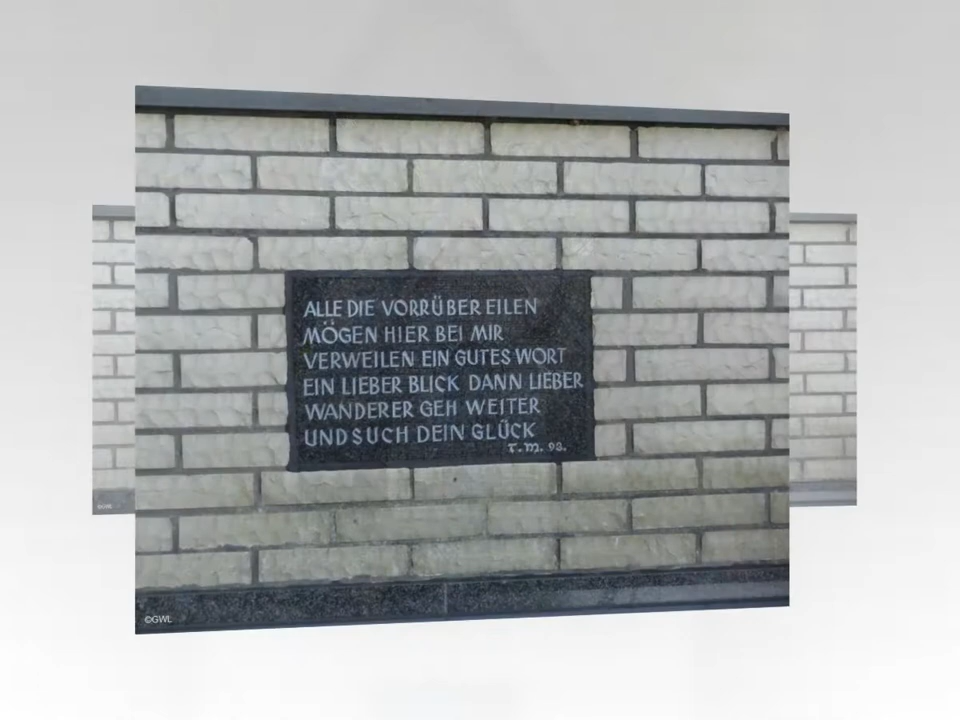 ALLE DIE VORRÜBER EILEN
MÖGEN HIER BEI MIR
VERWEILEN EIN GUTES WORT
EIN LIEBER BLICK DANN LIEBER
WANDERER GEH WEITER
UND SUCH DEIN GLÜCK
T.M. 93.
©GWL
©GWL